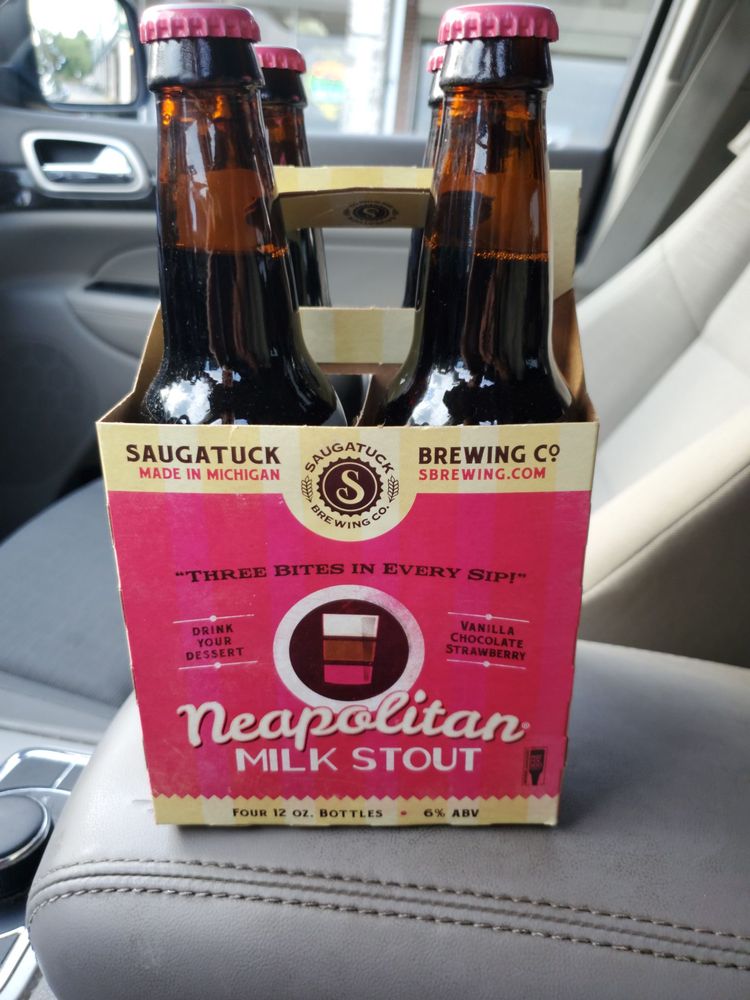 SAUGATUCK
MADE IN MICHIGAN
SAUGATUCK
S
BREWING CO.
BREWING CO
SBREWING.COM
"THREE BITES IN EVERY SIP!"
DRINK
YOUR
DESSERT
VANILLA
CHOCOLATE
STRAWBERRY
Neapolitan®
MILK STOUT
FOUR 12 OZ. BOTTLES • 6% ABV